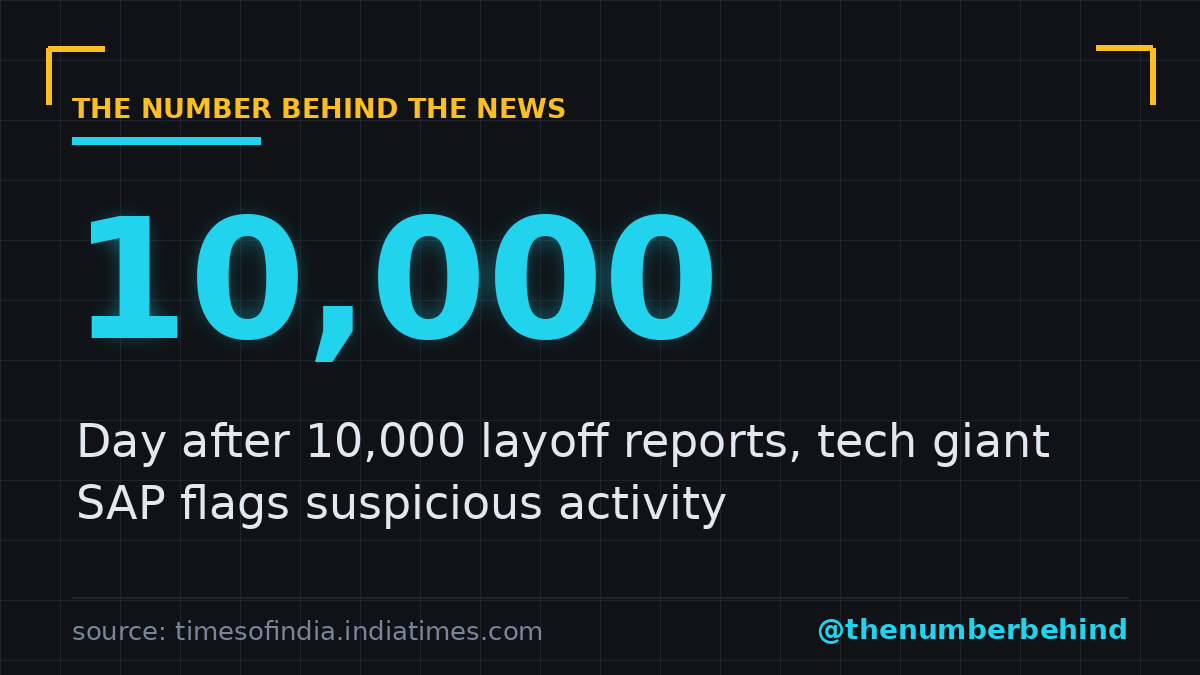 THE NUMBER BEHIND THE NEWS
10,000
Day after 10,000 layoff reports, tech giant
SAP flags suspicious activity
source: timesofindia.indiatimes.com
@thenumberbehind